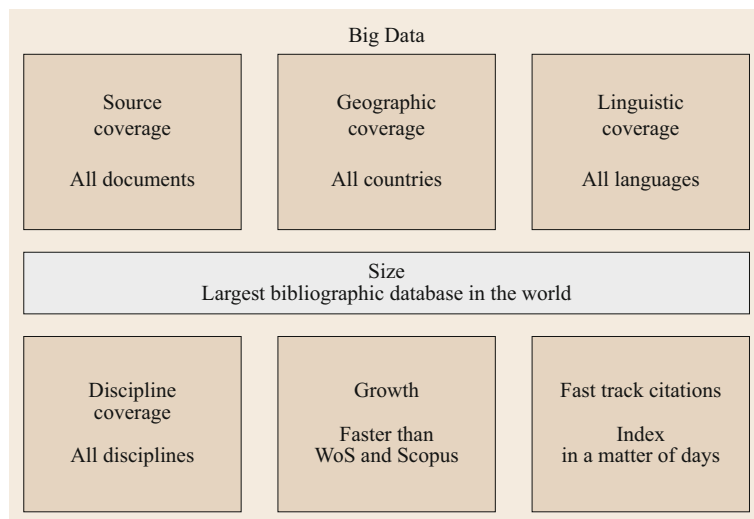 Big Data
Source
coverage
All documents
Geographic
coverage
All countries
Linguistic
coverage
All languages
Size
Largest bibliographic database in the world
Discipline
coverage
All disciplines
Growth
Faster than
WoS and Scopus
Fast track citations
Index
in a matter of days